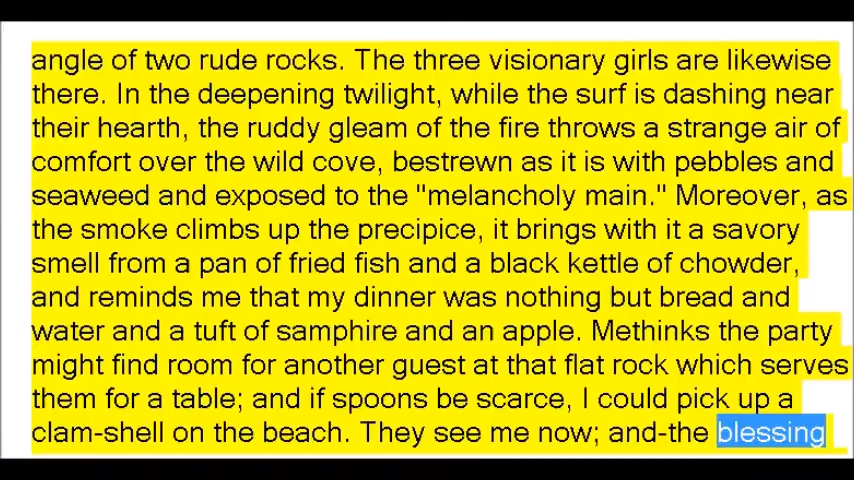 angle of two rude rocks. The three visionary girls are likewise
there. In the deepening twilight, while the surf is dashing near
their hearth, the ruddy gleam of the fire throws a strange air of
comfort over the wild cove, bestrewn as it is with pebbles and
seaweed and exposed to the "melancholy main." Moreover, as
the smoke climbs up the precipice, it brings with it a savory
smell from a pan of fried fish and a black kettle of chowder,
and reminds me that my dinner was nothing but bread and
water and a tuft of samphire and an apple. Methinks the party
might find room for another guest at that flat rock which serves
them for a table; and if spoons be scarce, I could pick up a
clam-shell on the beach. They see me now; and-the blessing